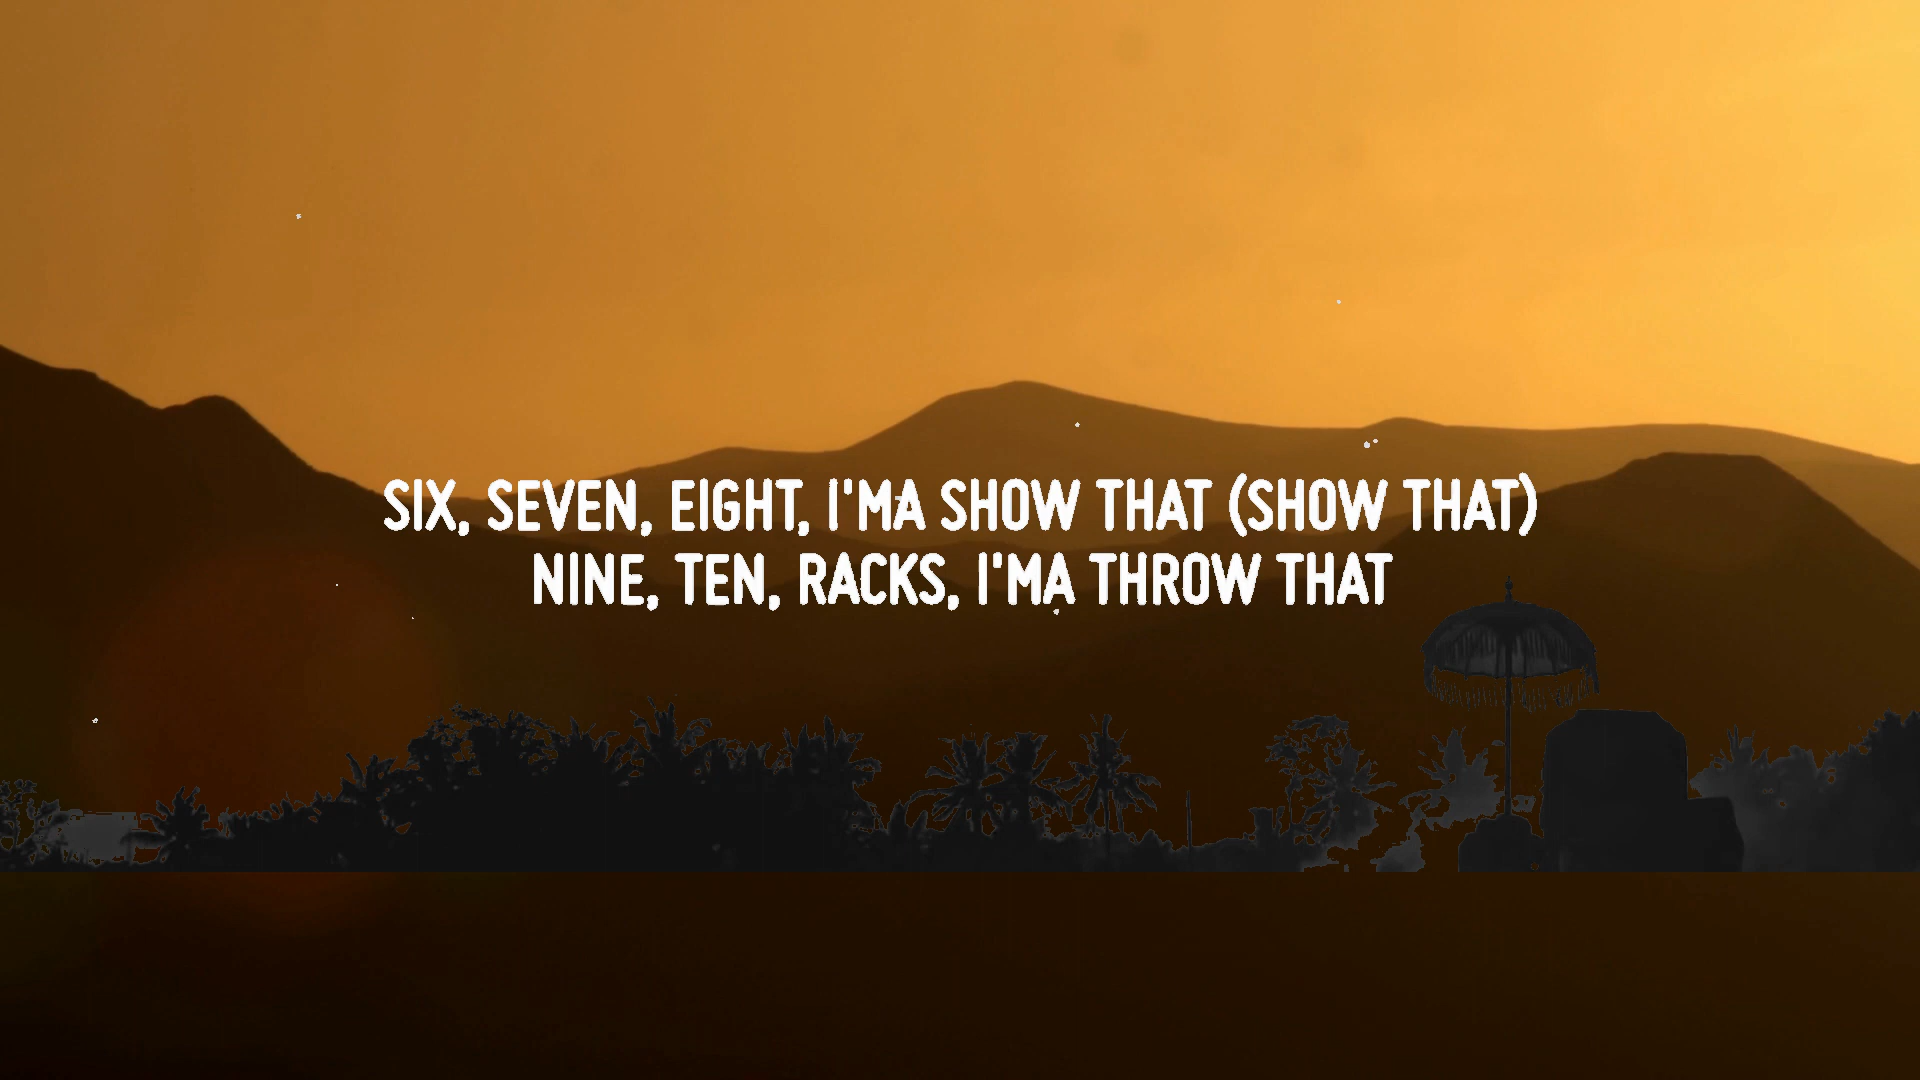 SIX, SEVEN, EIGHT, I'MA SHOW THAT (SHOW THAT)
NINE, TEN, RACKS, I'MA THROW THAT